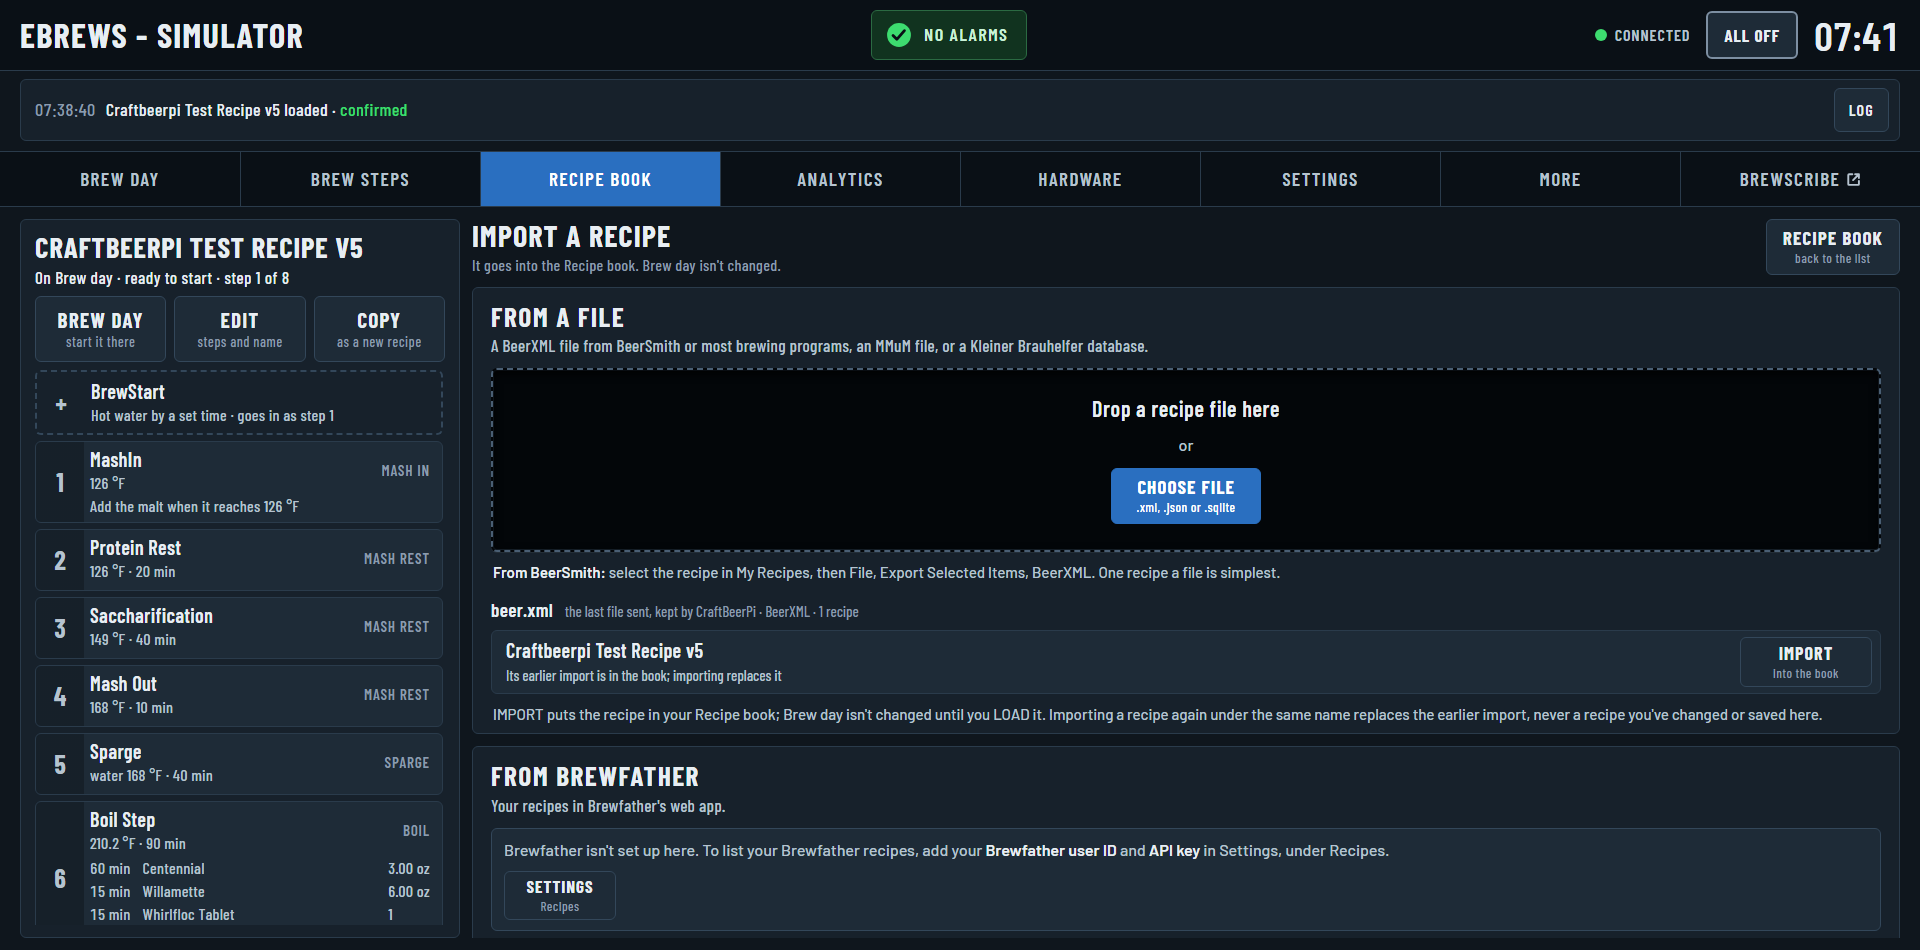 EBREWS - SIMULATOR
NO ALARMS
CONNECTED
ALL OFF
07:41
07:38:40 Craftbeerpi Test Recipe v5 loaded · confirmed
LOG
BREW DAY
BREW STEPS
RECIPE BOOK
ANALYTICS
HARDWARE
SETTINGS
MORE
BREWSCRIBE
CRAFTBEERPI TEST RECIPE V5
On Brew day · ready to start · step 1 of 8
BREW DAY
start it there
EDIT
steps and name
COPY
as a new recipe
+
BrewStart
Hot water by a set time · goes in as step 1
1
MashIn
126 °F
Add the malt when it reaches 126 °F
MASH IN
2
Protein Rest
126 °F · 20 min
MASH REST
3
Saccharification
149 °F · 40 min
MASH REST
4
Mash Out
168 °F · 10 min
MASH REST
5
Sparge
water 168 °F · 40 min
SPARGE
6
Boil Step
210.2 °F · 90 min
BOIL
60 min Centennial 3.00 oz
15 min Willamette 6.00 oz
15 min Whirlfloc Tablet 1
IMPORT A RECIPE
It goes into the Recipe book. Brew day isn't changed.
RECIPE BOOK
back to the list
FROM A FILE
A BeerXML file from BeerSmith or most brewing programs, an MMuM file, or a Kleiner Brauhelfer database.
Drop a recipe file here
or
CHOOSE FILE
.xml, .json or .sqlite
From BeerSmith: select the recipe in My Recipes, then File, Export Selected Items, BeerXML. One recipe a file is simplest.
beer.xml the last file sent, kept by CraftBeerPi · BeerXML · 1 recipe
Craftbeerpi Test Recipe v5
Its earlier import is in the book; importing replaces it
IMPORT
into the book
IMPORT puts the recipe in your Recipe book; Brew day isn't changed until you LOAD it. Importing a recipe again under the same name replaces the earlier import, never a recipe you've changed or saved here.
FROM BREWFATHER
Your recipes in Brewfather's web app.
Brewfather isn't set up here. To list your Brewfather recipes, add your Brewfather user ID and API key in Settings, under Recipes.
SETTINGS
Recipes